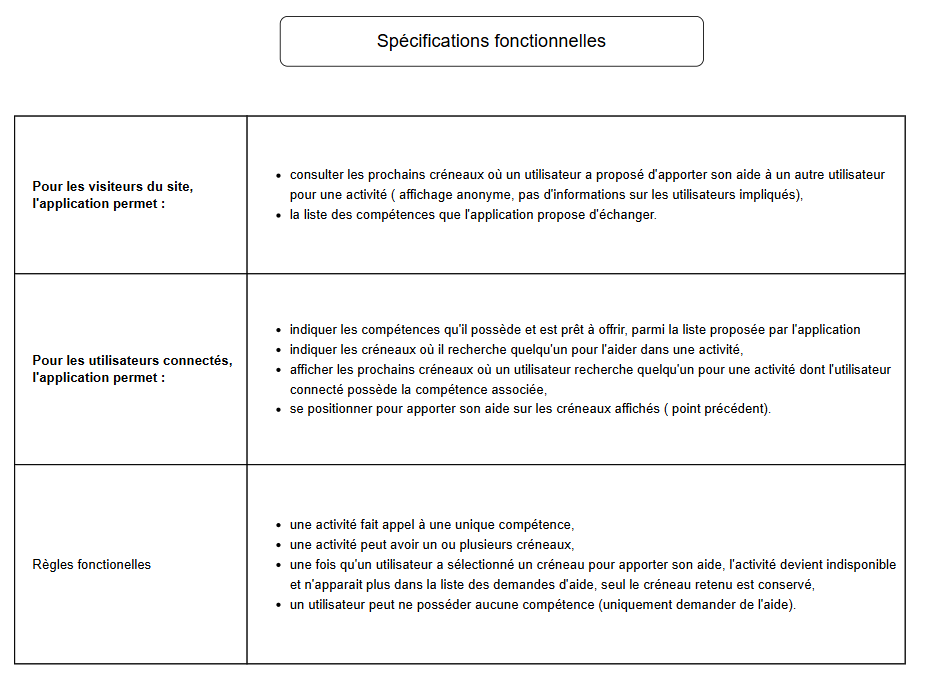 Spécifications fonctionnelles
Pour les visiteurs du site,
l'application permet :
• consulter les prochains créneaux où un utilisateur a proposé d'apporter son aide à un autre utilisateur
pour une activité ( affichage anonyme, pas d'informations sur les utilisateurs impliqués),
• la liste des compétences que l'application propose d'échanger.
Pour les utilisateurs connectés,
l'application permet :
• indiquer les compétences qu'il possède et est prêt à offrir, parmi la liste proposée par l'application
• indiquer les créneaux où il recherche quelqu'un pour l'aider dans une activité,
• afficher les prochains créneaux où un utilisateur recherche quelqu'un pour une activité dont l'utilisateur
connecté possède la compétence associée,
• se positionner pour apporter son aide sur les créneaux affichés ( point précédent).
Règles fonctionelles
• une activité fait appel à une unique compétence,
• une activité peut avoir un ou plusieurs créneaux,
• une fois qu'un utilisateur a sélectionné un créneau pour apporter son aide, l'activité devient indisponible
et n'apparait plus dans la liste des demandes d'aide, seul le créneau retenu est conservé,
• un utilisateur peut ne posséder aucune compétence (uniquement demander de l'aide).